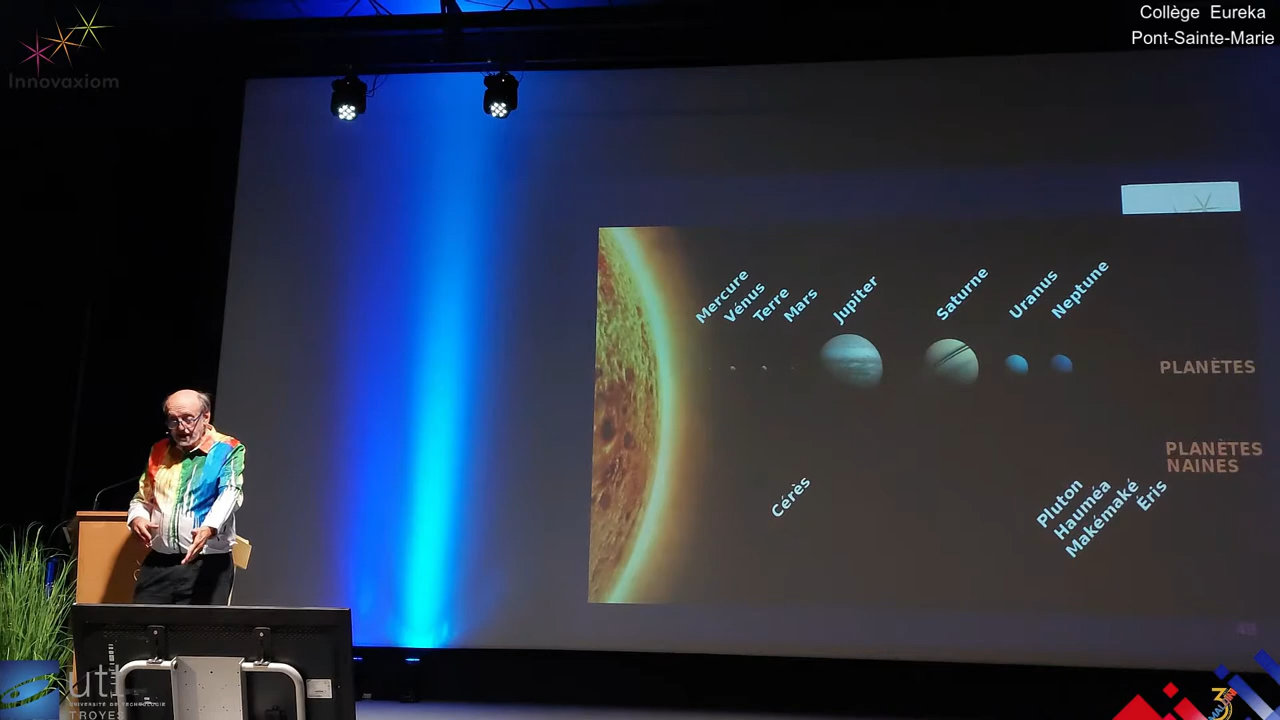 Collège Eureka
Pont-Sainte-Marie
Innovaxiom
Mercure
Vénus
Terre
Mars
Jupiter
Saturne
Uranus
Neptune
PLANÈTES
PLANÈTES
NAINES
Cérès
Pluton
Hauméa
Makémaké
Éris
UNIVERSITÉ DE TECHNOLOGIE
TROYES